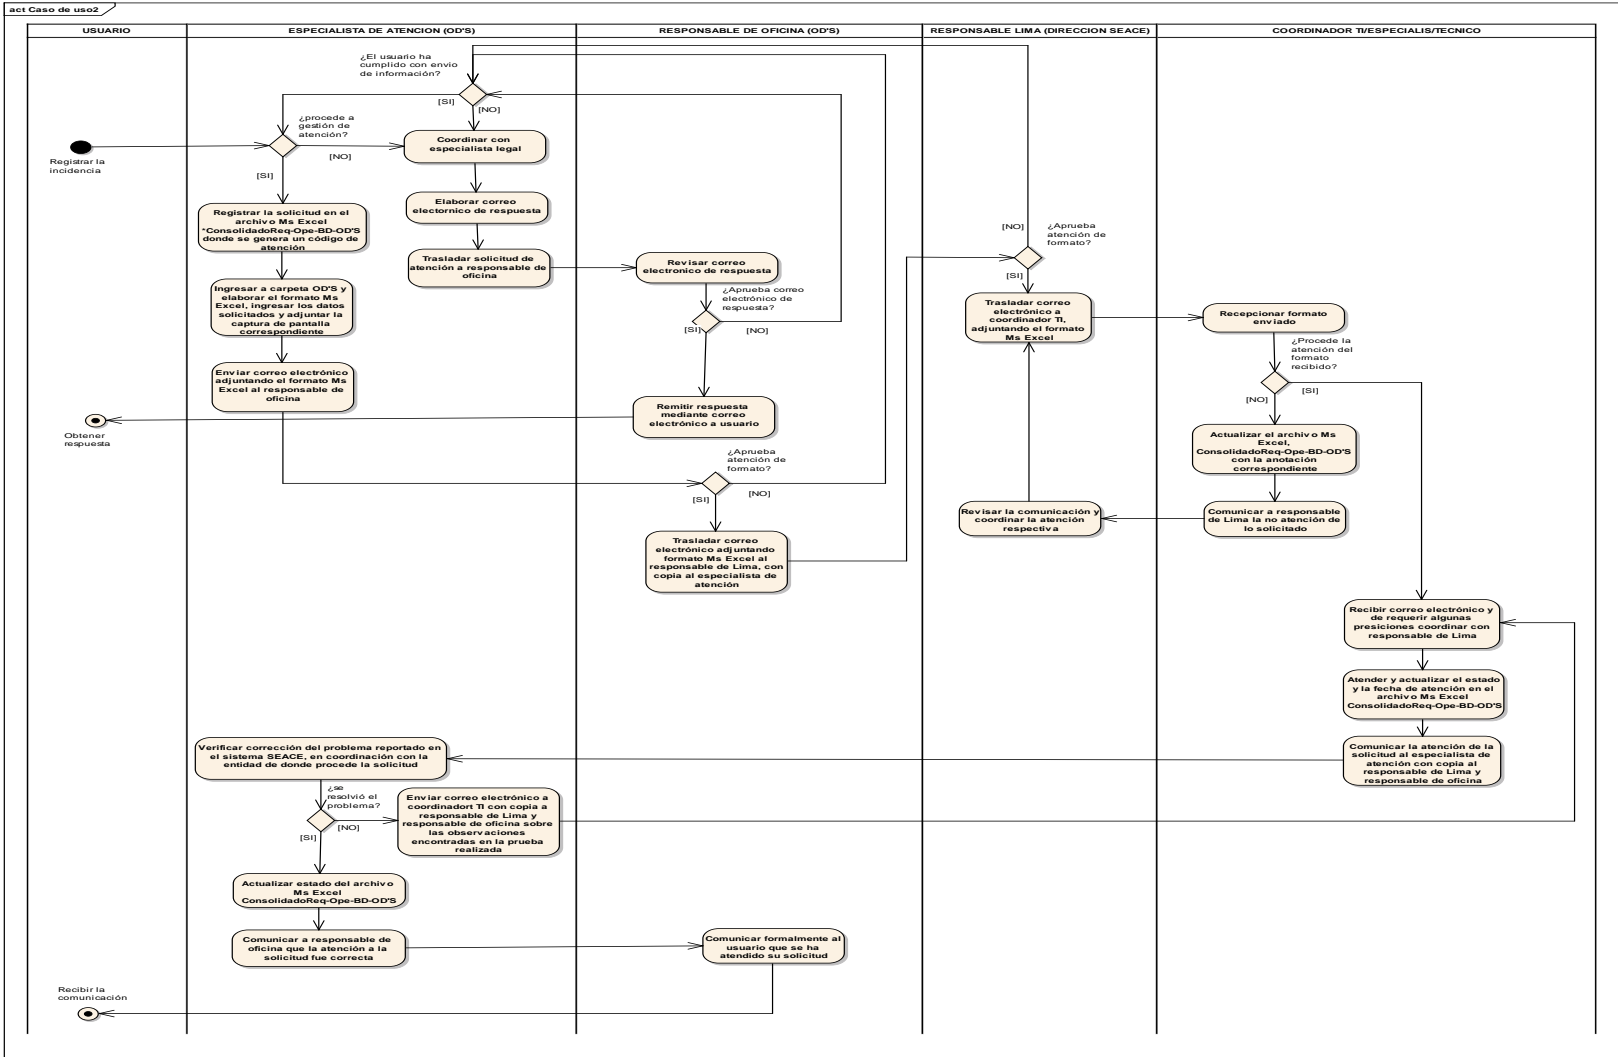 act Caso de uso2
USUARIO
ESPECIALISTA DE ATENCION (OD'S)
RESPONSABLE DE OFICINA (OD'S)
RESPONSABLE LIMA (DIRECCION SEACE)
COORDINADOR TI/ESPECIALIS/TECNICO
¿El usuario ha
cumplido con envio
de información?
[SI]
[NO]
¿procede a
gestión de
atención?
[NO]
[SI]
Registrar la
incidencia
Coordinar con
especialista legal
Elaborar correo
electornico de respuesta
Trasladar solicitud de
atención a responsable de
oficina
Registrar la solicitud en el
archivo Ms Excel
*ConsolidadoReq-Ope-BD-OD'S
donde se genera un código de
atención
Ingresar a carpeta OD'S y
elaborar el formato Ms
Excel, ingresar los datos
solicitados y adjuntar la
captura de pantalla
correspondiente
Enviar correo electrónico
adjuntando el formato Ms
Excel al responsable de
oficina
Revisar correo
electronico de respuesta
¿Aprueba correo
electrónico de
respuesta?
[SI]
[NO]
Remitir respuesta
mediante correo
electrónico a usuario
Obtener
respuesta
¿Aprueba
atención de
formato?
[SI]
[NO]
Trasladar correo
electrónico adjuntando
formato Ms Excel al
responsable de Lima, con
copia al especialista de
atención
[NO]
¿Aprueba
atención de
formato?
[SI]
Trasladar correo
electrónico a
coordinador TI,
adjuntando el formato
Ms Excel
Recepcionar formato
enviado
¿Procede la
atención del
formato
recibido?
[NO]
[SI]
Actualizar el archivo Ms
Excel,
ConsolidadoReq-Ope-BD-OD'S
con la anotación
correspondiente
Comunicar a responsable
de Lima la no atención de
lo solicitado
Revisar la comunicación y
coordinar la atención
respectiva
Recibir correo electrónico y
de requerir algunas
presiciones coordinar con
responsable de Lima
Atender y actualizar el estado
y la fecha de atención en el
archivo Ms Excel
ConsolidadoReq-Ope-BD-OD'S
Comunicar la atención de la
solicitud al especialista de
atención con copia al
responsable de Lima y
responsable de oficina
Verificar corrección del problema reportado en
el sistema SEACE, en coordinación con la
entidad de donde procede la solicitud
¿se
resolvió el
problema?
[NO]
[SI]
Enviar correo electrónico a
coordinadort TI con copia a
responsable de Lima y
responsable de oficina sobre
las observaciones
encontradas en la prueba
realizada
Actualizar estado del archivo
Ms Excel
ConsolidadoReq-Ope-BD-OD'S
Comunicar a responsable de
oficina que la atención a la
solicitud fue correcta
Comunicar formalmente al
usuario que se ha
atendido su solicitud
Recibir la
comunicación